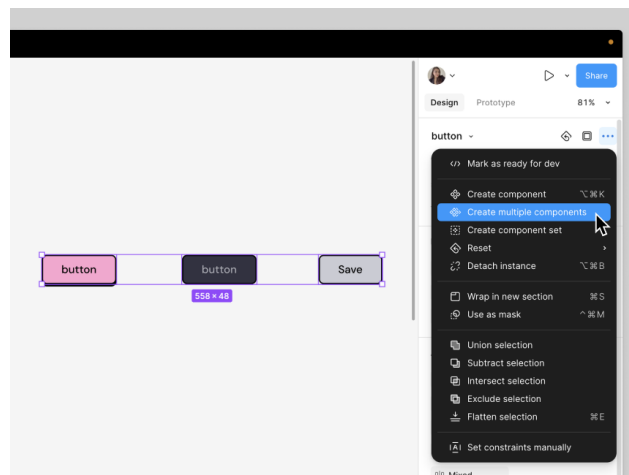 Share
Design Prototype 81%
button
Mark as ready for dev
Create component ⌥⌘K
Create multiple components
Create component set
Reset
Detach instance ⌥⌘B
Wrap in new section ⌘S
Use as mask ^⌘M
Union selection
Subtract selection
Intersect selection
Exclude selection
Flatten selection ⌘E
Set constraints manually
Mixed
button button Save
558 × 48